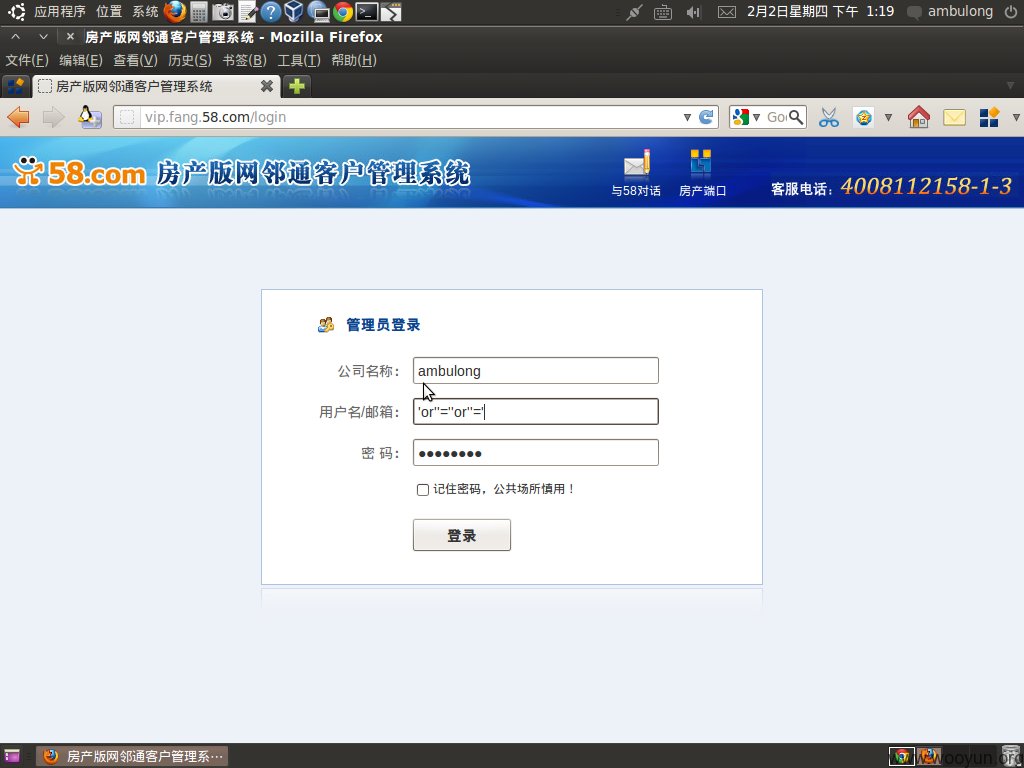 应用程序 位置 系统 2月2日星期四 下午 1:19 ambulong
房产版网邻通客户管理系统 - Mozilla Firefox
文件(F) 编辑(E) 查看(V) 历史(S) 书签(B) 工具(T) 帮助(H)
房产版网邻通客户管理系统
vip.fang.58.com/login
58.com 房产版网邻通客户管理系统
与58对话 房产端口 客服电话：4008112158-1-3
管理员登录
公司名称： ambulong
用户名/邮箱： 'or''=''or''='
密 码： ●●●●●●●●
记住密码，公共场所慎用！
登录
房产版网邻通客户管理系…
www.wooyun.org